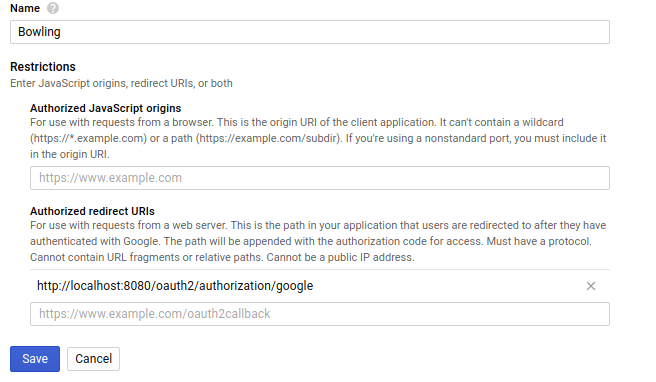 Name ?
Bowling
Restrictions
Enter JavaScript origins, redirect URIs, or both
Authorized JavaScript origins
For use with requests from a browser. This is the origin URI of the client application. It can't contain a wildcard
(https://*.example.com) or a path (https://example.com/subdir). If you're using a nonstandard port, you must include it
in the origin URI.
https://www.example.com
Authorized redirect URIs
For use with requests from a web server. This is the path in your application that users are redirected to after they have
authenticated with Google. The path will be appended with the authorization code for access. Must have a protocol.
Cannot contain URL fragments or relative paths. Cannot be a public IP address.
http://localhost:8080/oauth2/authorization/google
https://www.example.com/oauth2callback
Save Cancel